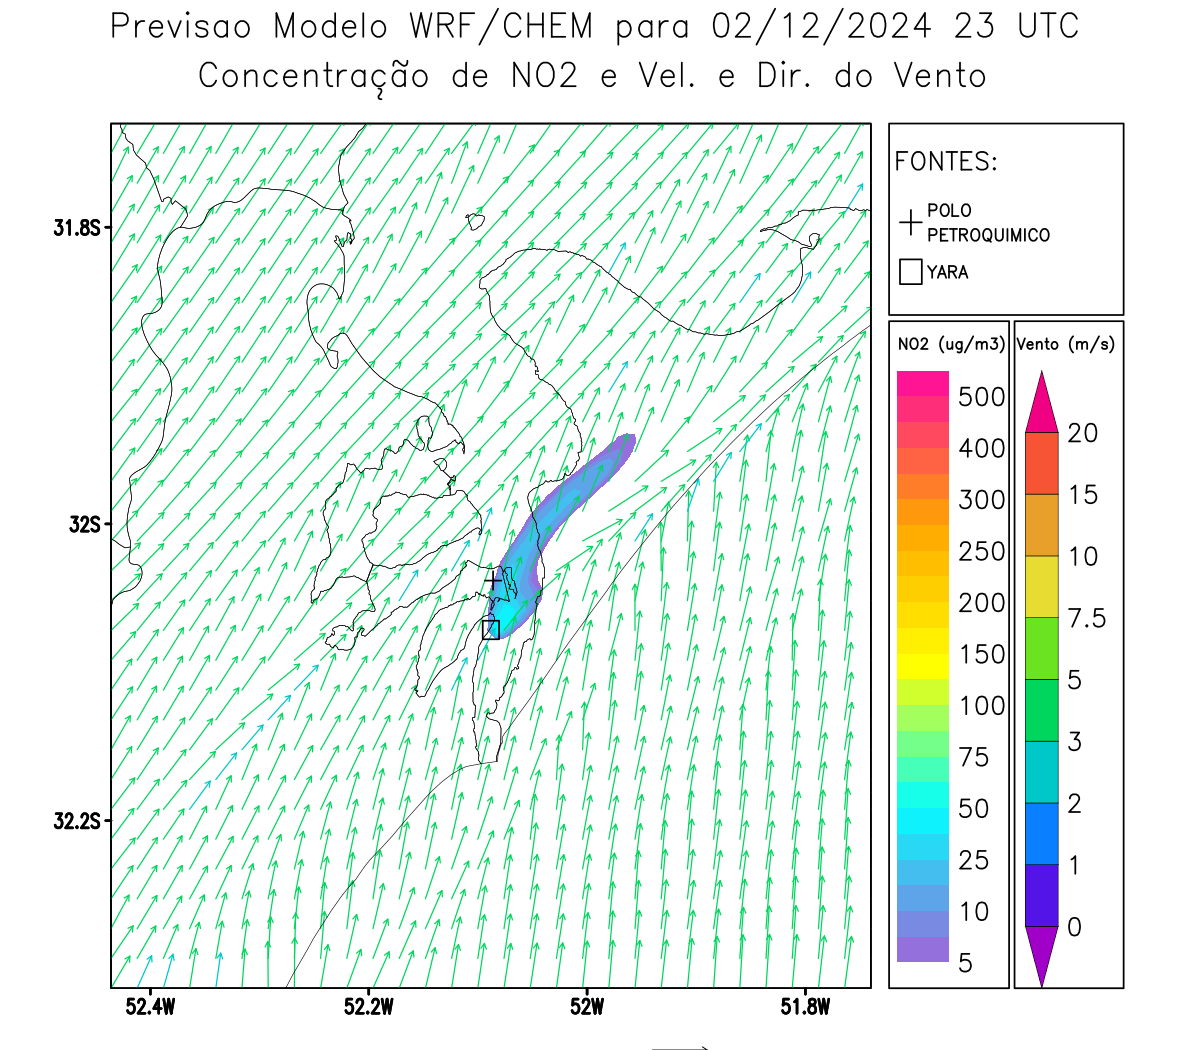 Previsao Modelo WRF/CHEM para 02/12/2024 23 UTC
Concentração de NO2 e Vel. e Dir. do Vento
FONTES:
POLO
PETROQUIMICO
YARA
NO2 (ug/m3)
500
400
300
250
200
150
100
75
50
25
10
5
Vento (m/s)
20
15
10
7.5
5
3
2
1
0
31.8S
32S
32.2S
52.4W 52.2W 52W 51.8W